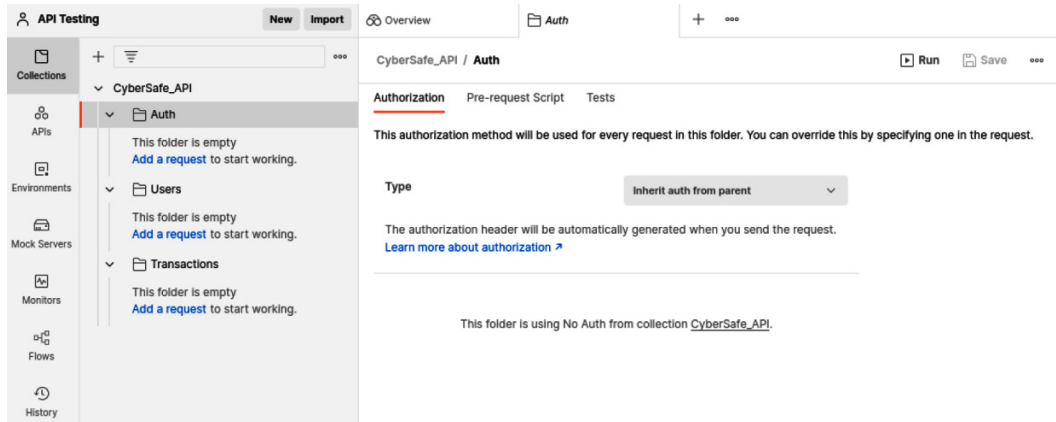 API Testing
New
Import
Overview
Auth
Collections
APIs
Environments
Mock Servers
Monitors
Flows
History
CyberSafe_API
Auth
This folder is empty
Add a request to start working.
Users
This folder is empty
Add a request to start working.
Transactions
This folder is empty
Add a request to start working.
CyberSafe_API / Auth
Run
Save
Authorization
Pre-request Script
Tests
This authorization method will be used for every request in this folder. You can override this by specifying one in the request.
Type
Inherit auth from parent
The authorization header will be automatically generated when you send the request.
Learn more about authorization ↗
This folder is using No Auth from collection CyberSafe_API.